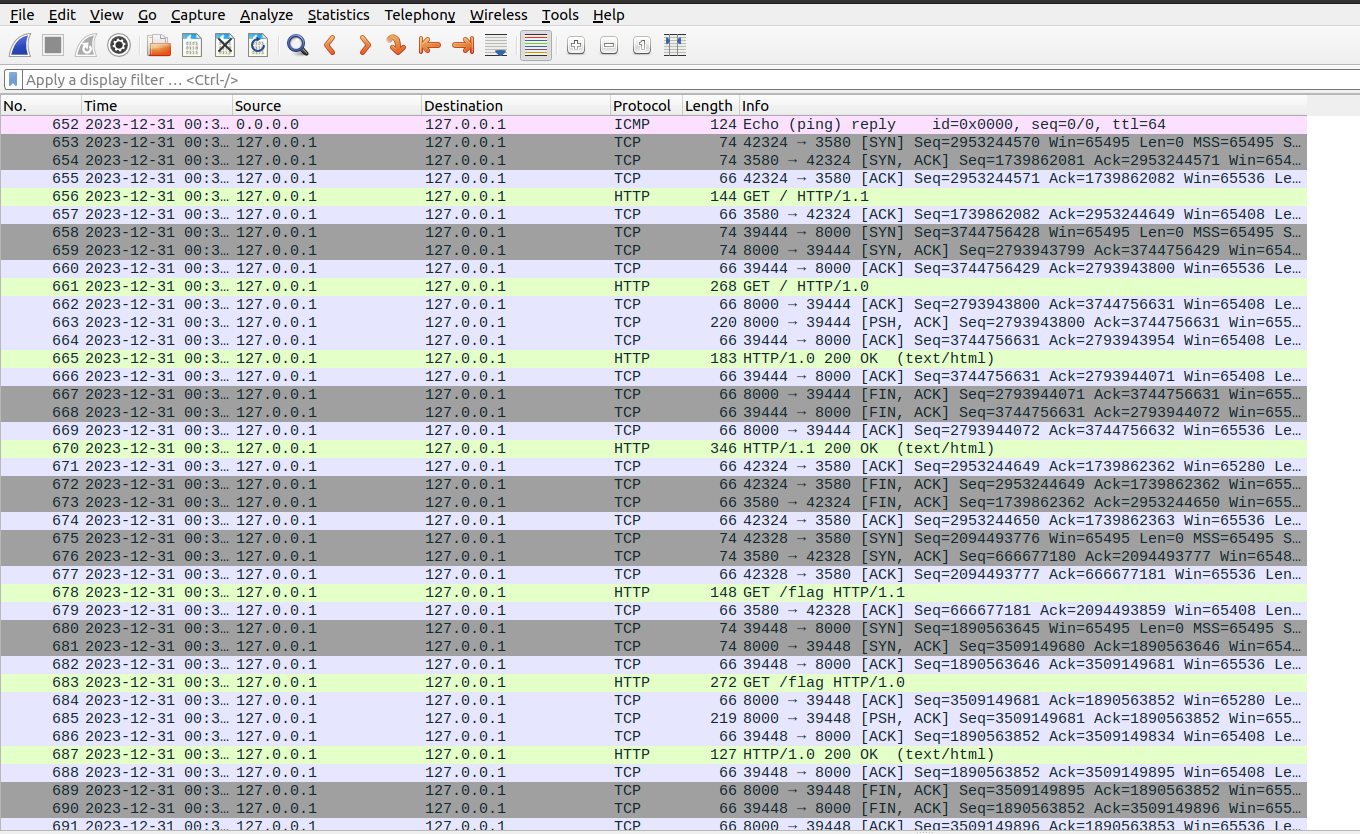 File Edit View Go Capture Analyze Statistics Telephony Wireless Tools Help
Apply a display filter … <Ctrl-/>
No. Time Source Destination Protocol Length Info
652 2023-12-31 00:3… 0.0.0.0 127.0.0.1 ICMP 124 Echo (ping) reply id=0x0000, seq=0/0, ttl=64
653 2023-12-31 00:3… 127.0.0.1 127.0.0.1 TCP 74 42324 → 3580 [SYN] Seq=2953244570 Win=65495 Len=0 MSS=65495 S…
654 2023-12-31 00:3… 127.0.0.1 127.0.0.1 TCP 74 3580 → 42324 [SYN, ACK] Seq=1739862081 Ack=2953244571 Win=654…
655 2023-12-31 00:3… 127.0.0.1 127.0.0.1 TCP 66 42324 → 3580 [ACK] Seq=2953244571 Ack=1739862082 Win=65536 Le…
656 2023-12-31 00:3… 127.0.0.1 127.0.0.1 HTTP 144 GET / HTTP/1.1
657 2023-12-31 00:3… 127.0.0.1 127.0.0.1 TCP 66 3580 → 42324 [ACK] Seq=1739862082 Ack=2953244649 Win=65408 Le…
658 2023-12-31 00:3… 127.0.0.1 127.0.0.1 TCP 74 39444 → 8000 [SYN] Seq=3744756428 Win=65495 Len=0 MSS=65495 S…
659 2023-12-31 00:3… 127.0.0.1 127.0.0.1 TCP 74 8000 → 39444 [SYN, ACK] Seq=2793943799 Ack=3744756429 Win=654…
660 2023-12-31 00:3… 127.0.0.1 127.0.0.1 TCP 66 39444 → 8000 [ACK] Seq=3744756429 Ack=2793943800 Win=65536 Le…
661 2023-12-31 00:3… 127.0.0.1 127.0.0.1 HTTP 268 GET / HTTP/1.0
662 2023-12-31 00:3… 127.0.0.1 127.0.0.1 TCP 66 8000 → 39444 [ACK] Seq=2793943800 Ack=3744756631 Win=65408 Le…
663 2023-12-31 00:3… 127.0.0.1 127.0.0.1 TCP 220 8000 → 39444 [PSH, ACK] Seq=2793943800 Ack=3744756631 Win=655…
664 2023-12-31 00:3… 127.0.0.1 127.0.0.1 TCP 66 39444 → 8000 [ACK] Seq=3744756631 Ack=2793943954 Win=65408 Le…
665 2023-12-31 00:3… 127.0.0.1 127.0.0.1 HTTP 183 HTTP/1.0 200 OK (text/html)
666 2023-12-31 00:3… 127.0.0.1 127.0.0.1 TCP 66 39444 → 8000 [ACK] Seq=3744756631 Ack=2793944071 Win=65408 Le…
667 2023-12-31 00:3… 127.0.0.1 127.0.0.1 TCP 66 8000 → 39444 [FIN, ACK] Seq=2793944071 Ack=3744756631 Win=655…
668 2023-12-31 00:3… 127.0.0.1 127.0.0.1 TCP 66 39444 → 8000 [FIN, ACK] Seq=3744756631 Ack=2793944072 Win=655…
669 2023-12-31 00:3… 127.0.0.1 127.0.0.1 TCP 66 8000 → 39444 [ACK] Seq=2793944072 Ack=3744756632 Win=65536 Le…
670 2023-12-31 00:3… 127.0.0.1 127.0.0.1 HTTP 346 HTTP/1.1 200 OK (text/html)
671 2023-12-31 00:3… 127.0.0.1 127.0.0.1 TCP 66 42324 → 3580 [ACK] Seq=2953244649 Ack=1739862362 Win=65280 Le…
672 2023-12-31 00:3… 127.0.0.1 127.0.0.1 TCP 66 42324 → 3580 [FIN, ACK] Seq=2953244649 Ack=1739862362 Win=655…
673 2023-12-31 00:3… 127.0.0.1 127.0.0.1 TCP 66 3580 → 42324 [FIN, ACK] Seq=1739862362 Ack=2953244650 Win=655…
674 2023-12-31 00:3… 127.0.0.1 127.0.0.1 TCP 66 42324 → 3580 [ACK] Seq=2953244650 Ack=1739862363 Win=65536 Le…
675 2023-12-31 00:3… 127.0.0.1 127.0.0.1 TCP 74 42328 → 3580 [SYN] Seq=2094493776 Win=65495 Len=0 MSS=65495 S…
676 2023-12-31 00:3… 127.0.0.1 127.0.0.1 TCP 74 3580 → 42328 [SYN, ACK] Seq=666677180 Ack=2094493777 Win=6548…
677 2023-12-31 00:3… 127.0.0.1 127.0.0.1 TCP 66 42328 → 3580 [ACK] Seq=2094493777 Ack=666677181 Win=65536 Len…
678 2023-12-31 00:3… 127.0.0.1 127.0.0.1 HTTP 148 GET /flag HTTP/1.1
679 2023-12-31 00:3… 127.0.0.1 127.0.0.1 TCP 66 3580 → 42328 [ACK] Seq=666677181 Ack=2094493859 Win=65408 Len…
680 2023-12-31 00:3… 127.0.0.1 127.0.0.1 TCP 74 39448 → 8000 [SYN] Seq=1890563645 Win=65495 Len=0 MSS=65495 S…
681 2023-12-31 00:3… 127.0.0.1 127.0.0.1 TCP 74 8000 → 39448 [SYN, ACK] Seq=3509149680 Ack=1890563646 Win=654…
682 2023-12-31 00:3… 127.0.0.1 127.0.0.1 TCP 66 39448 → 8000 [ACK] Seq=1890563646 Ack=3509149681 Win=65536 Le…
683 2023-12-31 00:3… 127.0.0.1 127.0.0.1 HTTP 272 GET /flag HTTP/1.0
684 2023-12-31 00:3… 127.0.0.1 127.0.0.1 TCP 66 8000 → 39448 [ACK] Seq=3509149681 Ack=1890563852 Win=65280 Le…
685 2023-12-31 00:3… 127.0.0.1 127.0.0.1 TCP 219 8000 → 39448 [PSH, ACK] Seq=3509149681 Ack=1890563852 Win=655…
686 2023-12-31 00:3… 127.0.0.1 127.0.0.1 TCP 66 39448 → 8000 [ACK] Seq=1890563852 Ack=3509149834 Win=65408 Le…
687 2023-12-31 00:3… 127.0.0.1 127.0.0.1 HTTP 127 HTTP/1.0 200 OK (text/html)
688 2023-12-31 00:3… 127.0.0.1 127.0.0.1 TCP 66 39448 → 8000 [ACK] Seq=1890563852 Ack=3509149895 Win=65408 Le…
689 2023-12-31 00:3… 127.0.0.1 127.0.0.1 TCP 66 8000 → 39448 [FIN, ACK] Seq=3509149895 Ack=1890563852 Win=655…
690 2023-12-31 00:3… 127.0.0.1 127.0.0.1 TCP 66 39448 → 8000 [FIN, ACK] Seq=1890563852 Ack=3509149896 Win=655…
691 2023-12-31 00:3… 127.0.0.1 127.0.0.1 TCP 66 8000 → 39448 [ACK] Seq=3509149896 Ack=1890563853 Win=65536 Le…